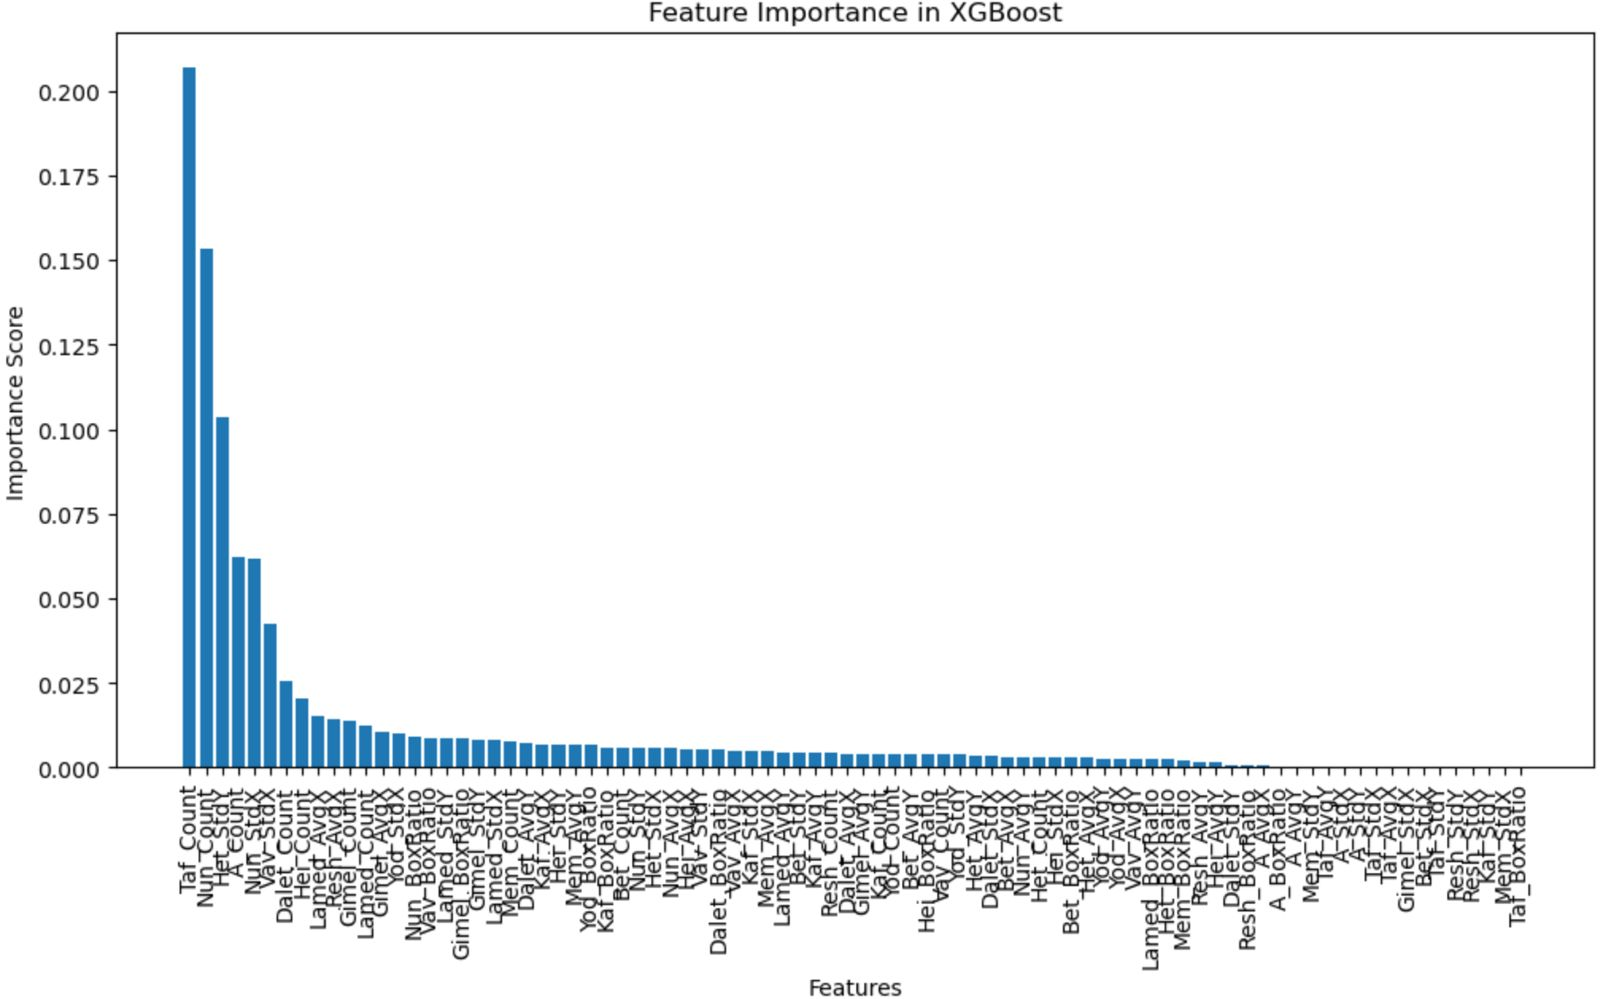 Feature Importance in XGBoost
Importance Score
0.200
0.175
0.150
0.125
0.100
0.075
0.050
0.025
0.000
Taf_Count
Nun_Count
Het_StdY
A_Count
Nun_StdX
Vav_StdX
Dalet_Count
Hei_Count
Lamed_AvgX
Resh_AvgX
Gimel_Count
Lamed_Count
Gimel_AvgX
Yod_StdX
Nun_BoxRatio
Vav_BoxRatio
Lamed_StdY
Gimel_BoxRatio
Gimel_StdY
Lamed_StdX
Mem_Count
Dalet_AvgY
Kaf_AvgX
Hei_StdY
Mem_AvgY
Yod_BoxRatio
Kaf_BoxRatio
Bet_Count
Nun_StdY
Het_StdX
Nun_AvgX
Hei_AvgX
Vav_StdY
Dalet_BoxRatio
Vav_AvgX
Kaf_StdX
Mem_AvgX
Lamed_AvgY
Bet_StdY
Kaf_AvgY
Resh_Count
Dalet_AvgX
Gimel_AvgY
Kaf_Count
Yod_Count
Bet_AvgY
Hei_BoxRatio
Vav_Count
Yod_StdY
Het_AvgY
Dalet_StdX
Bet_AvgX
Nun_AvgY
Het_Count
Hei_StdX
Bet_BoxRatio
Het_AvgX
Yod_AvgY
Yod_AvgX
Vav_AvgY
Lamed_BoxRatio
Het_BoxRatio
Mem_BoxRatio
Resh_AvgY
Hei_AvgY
Dalet_StdY
Resh_BoxRatio
A_AvgX
A_BoxRatio
A_AvgY
Mem_StdY
Taf_AvgY
A_StdX
A_StdY
Taf_StdX
Taf_AvgX
Gimel_StdX
Bet_StdX
Taf_StdY
Resh_StdY
Resh_StdX
Kaf_StdY
Mem_StdX
Taf_BoxRatio
Features